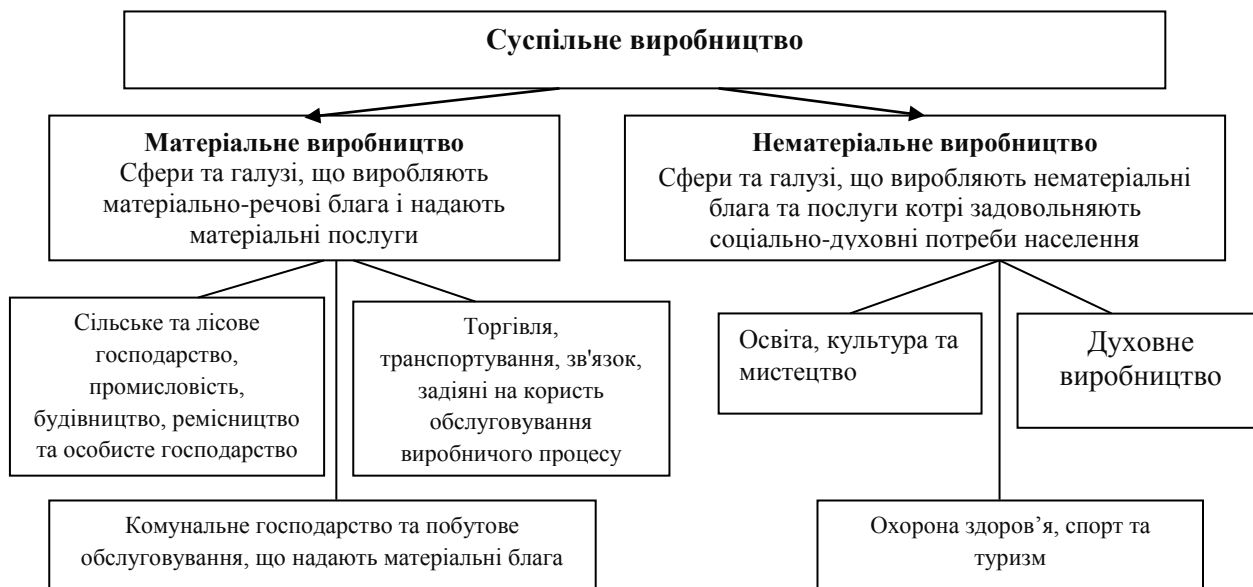 Суспільне виробництво
Матеріальне виробництво
Сфери та галузі, що виробляють
матеріально-речові блага і надають
матеріальні послуги
Нематеріальне виробництво
Сфери та галузі, що виробляють нематеріальні
блага та послуги котрі задовольняють
соціально-духовні потреби населення
Сільське та лісове
господарство,
промисловість,
будівництво, ремісництво
та особисте господарство
Торгівля,
транспортування, зв'язок,
задіяні на користь
обслуговування
виробничого процесу
Освіта, культура та
мистецтво
Духовне
виробництво
Комунальне господарство та побутове
обслуговування, що надають матеріальні блага
Охорона здоров’я, спорт та
туризм